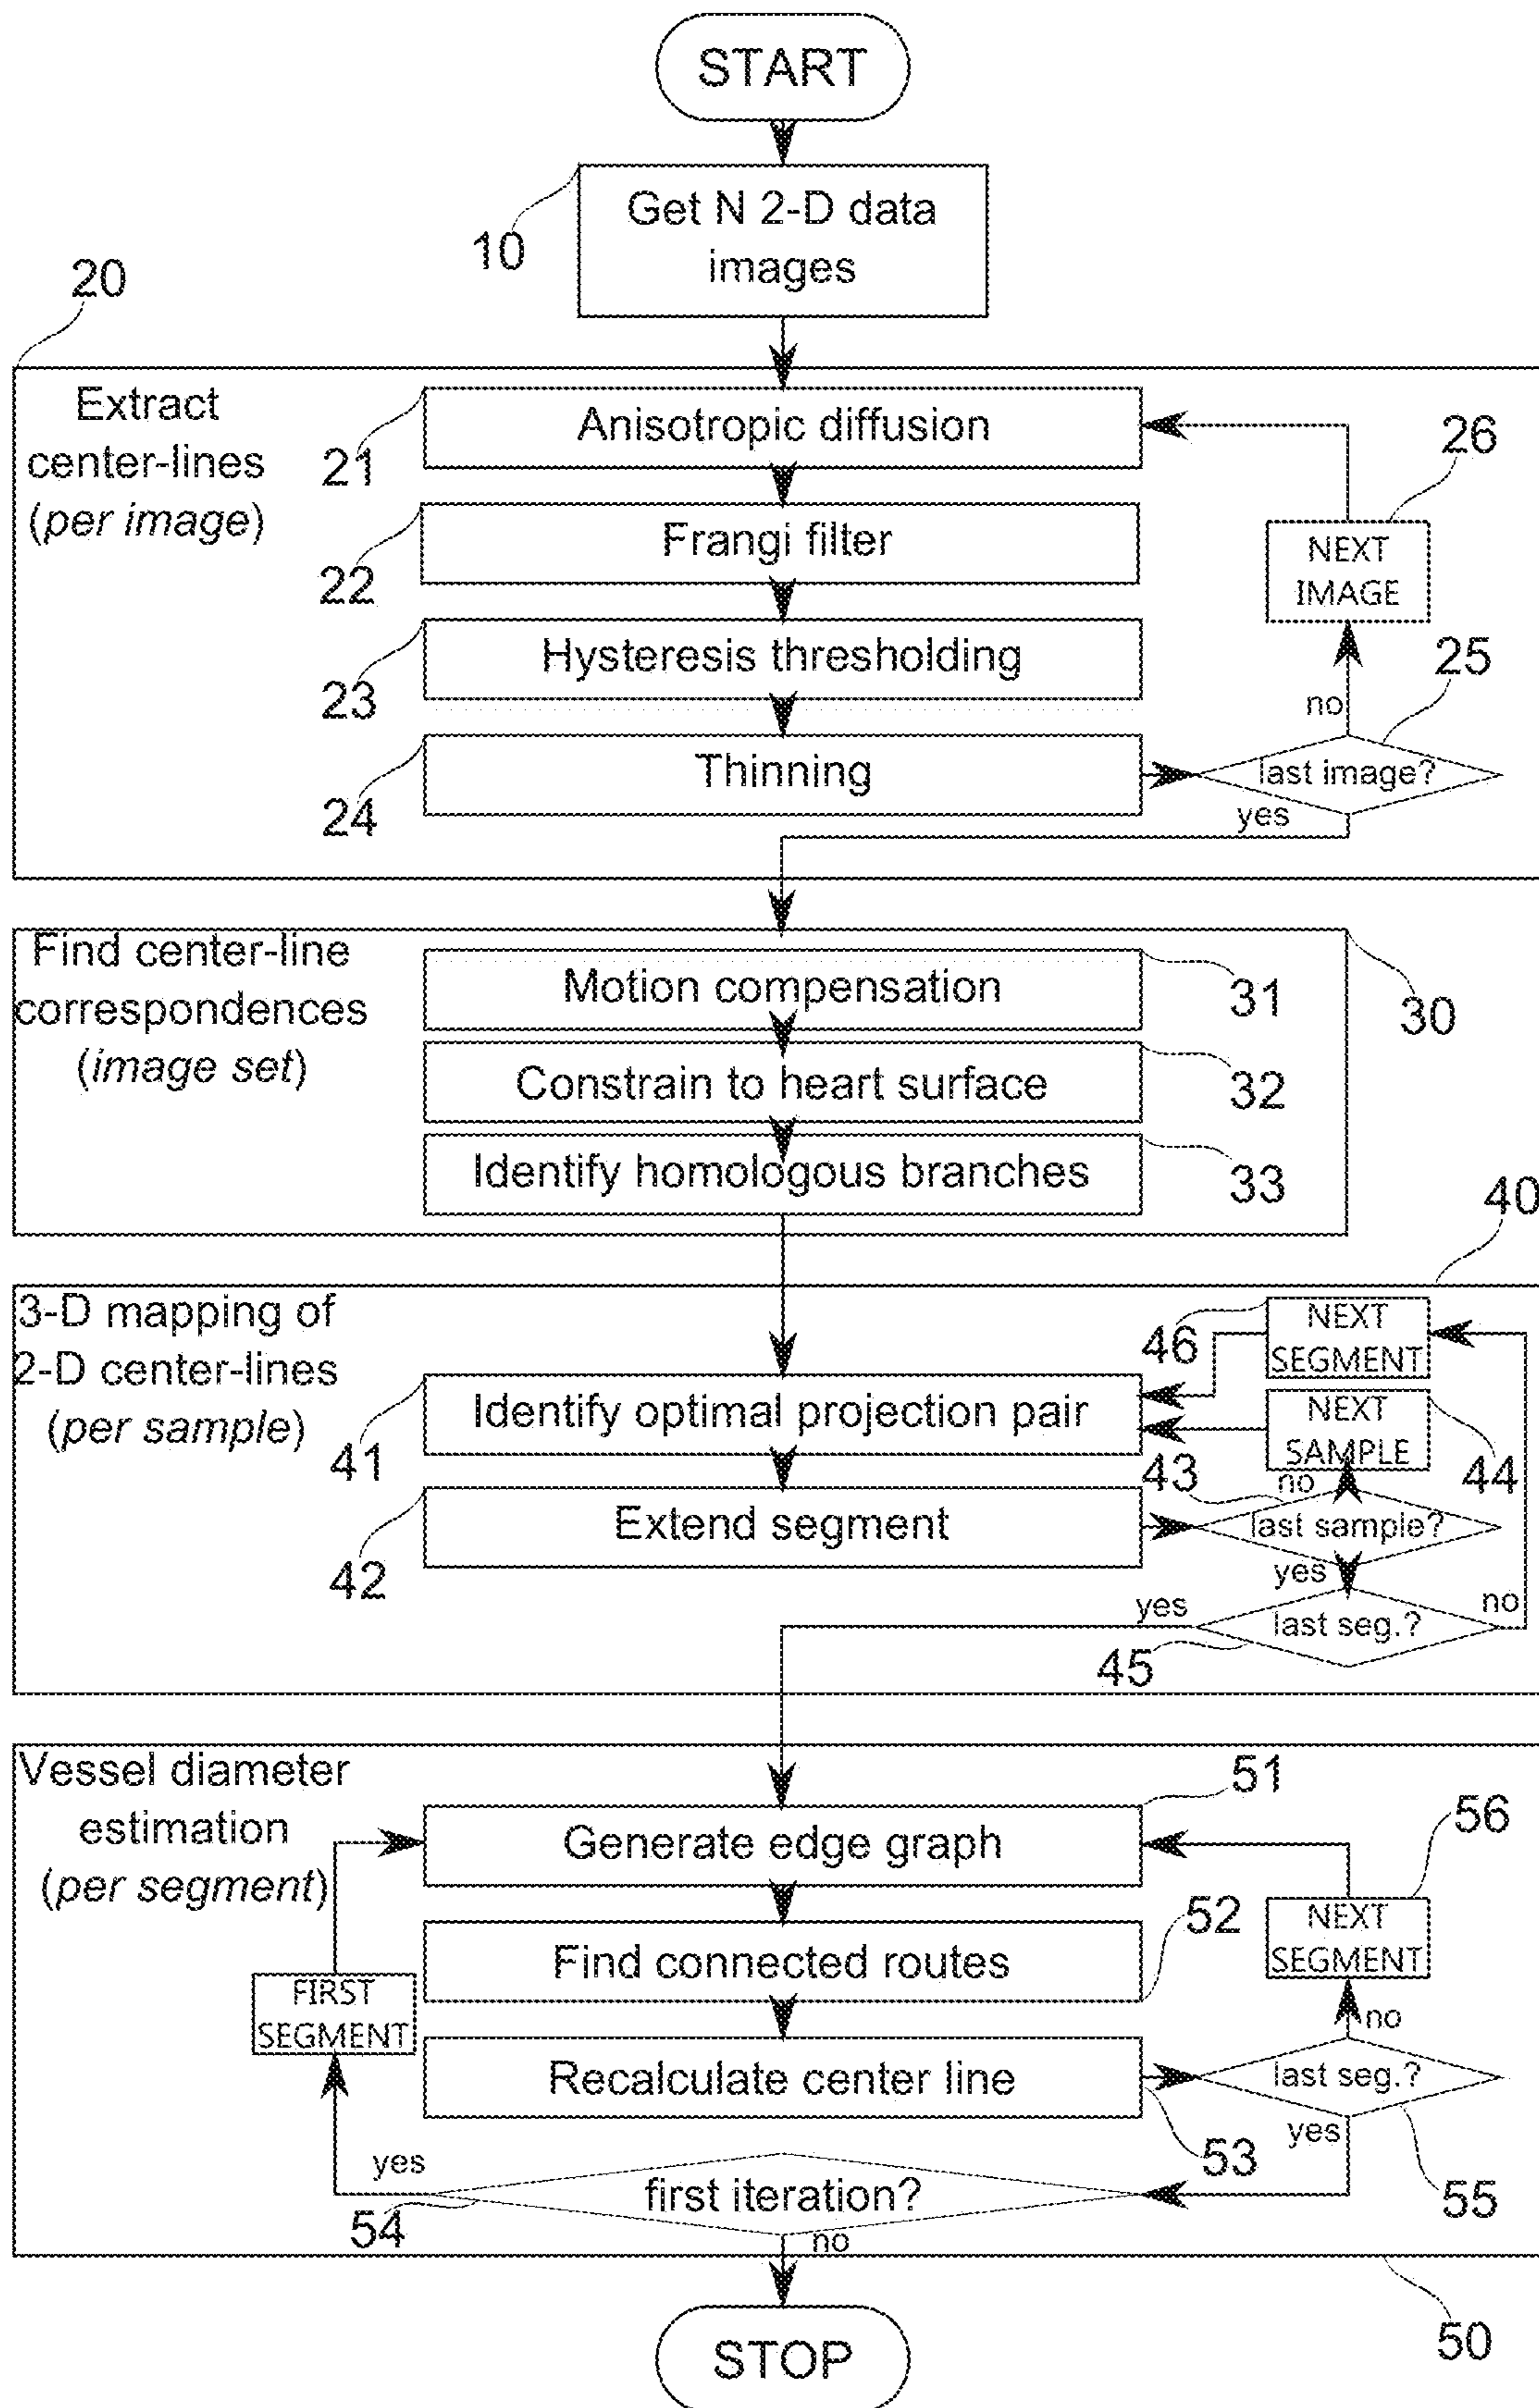 START
10
Get N 2-D data
images
20
Extract
center-lines
(per image)
21
Anisotropic diffusion
22
Frangi filter
23
Hysteresis thresholding
24
Thinning
26
NEXT
IMAGE
25
no
last image?
yes
Find center-line
correspondences
(image set)
30
Motion compensation
31
Constrain to heart surface
32
Identify homologous branches
33
40
3-D mapping of
2-D center-lines
(per sample)
41
Identify optimal projection pair
42
Extend segment
46
NEXT
SEGMENT
NEXT
SAMPLE
44
43
no
last sample?
yes
yes
last seg.?
no
45
Vessel diameter
estimation
(per segment)
51
Generate edge graph
52
Find connected routes
53
Recalculate center line
FIRST
SEGMENT
56
NEXT
SEGMENT
no
last seg.?
yes
55
yes
first iteration?
54
no
50
STOP